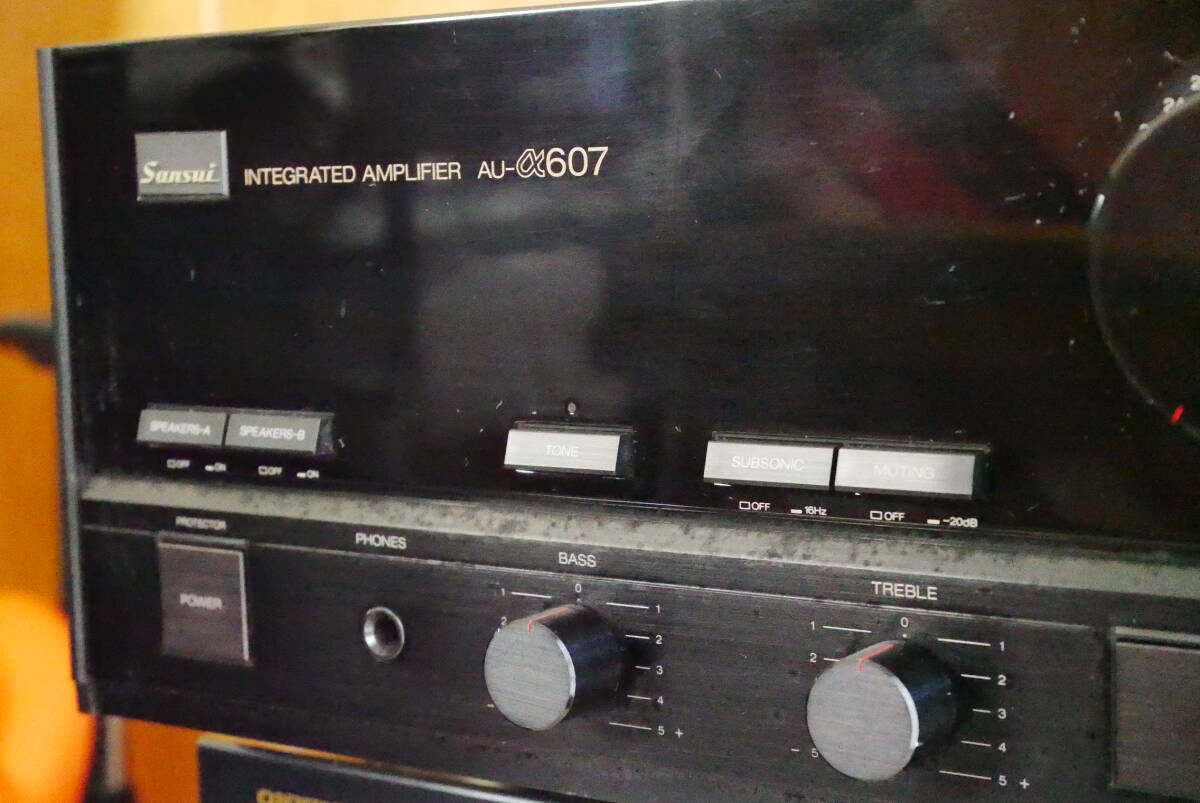 Sansui INTEGRATED AMPLIFIER AU-α607
SPEAKERS-A SPEAKERS-B TONE SUBSONIC MUTING
OFF ON OFF ON OFF 16Hz OFF -20dB
PROTECTOR PHONES BASS TREBLE
POWER
1 0 1
2 2
3
4
5 +
1 0 1
2 2
3
4
- 5 5 +